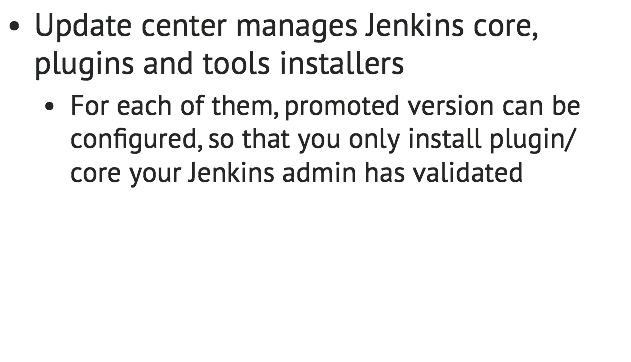 • Update center manages Jenkins core,
plugins and tools installers
• For each of them, promoted version can be
configured, so that you only install plugin/
core your Jenkins admin has validated